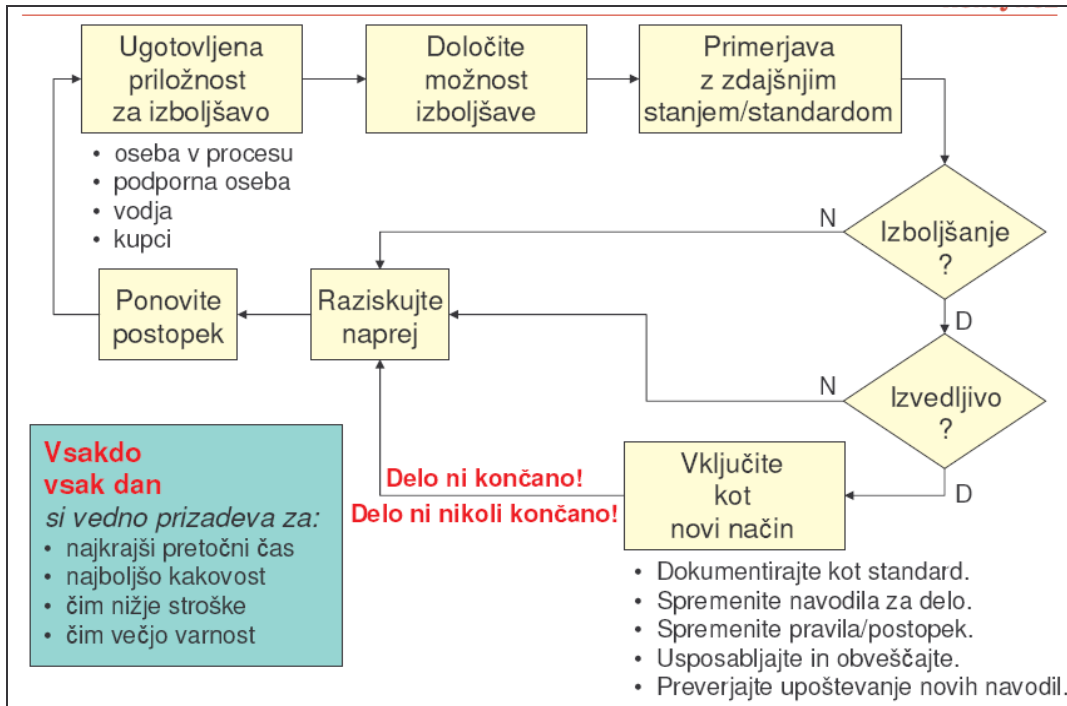 Ugotovljena
priložnost
za izboljšavo
Določite
možnost
izboljšave
Primerjava
z zdajšnjim
stanjem/standardom
• oseba v procesu
• podporna oseba
• vodja
• kupci
N
Izboljšanje
?
Ponovite
postopek
Raziskujte
naprej
D
N
Izvedljivo
?
Vsakdo
vsak dan
si vedno prizadeva za:
• najkrajši pretočni čas
• najboljšo kakovost
• čim nižje stroške
• čim večjo varnost
Delo ni končano!
Delo ni nikoli končano!
Vključite
kot
novi način
D
• Dokumentirajte kot standard.
• Spremenite navodila za delo.
• Spremenite pravila/postopek.
• Usposabljajte in obveščajte.
• Preverjajte upoštevanje novih navodil.